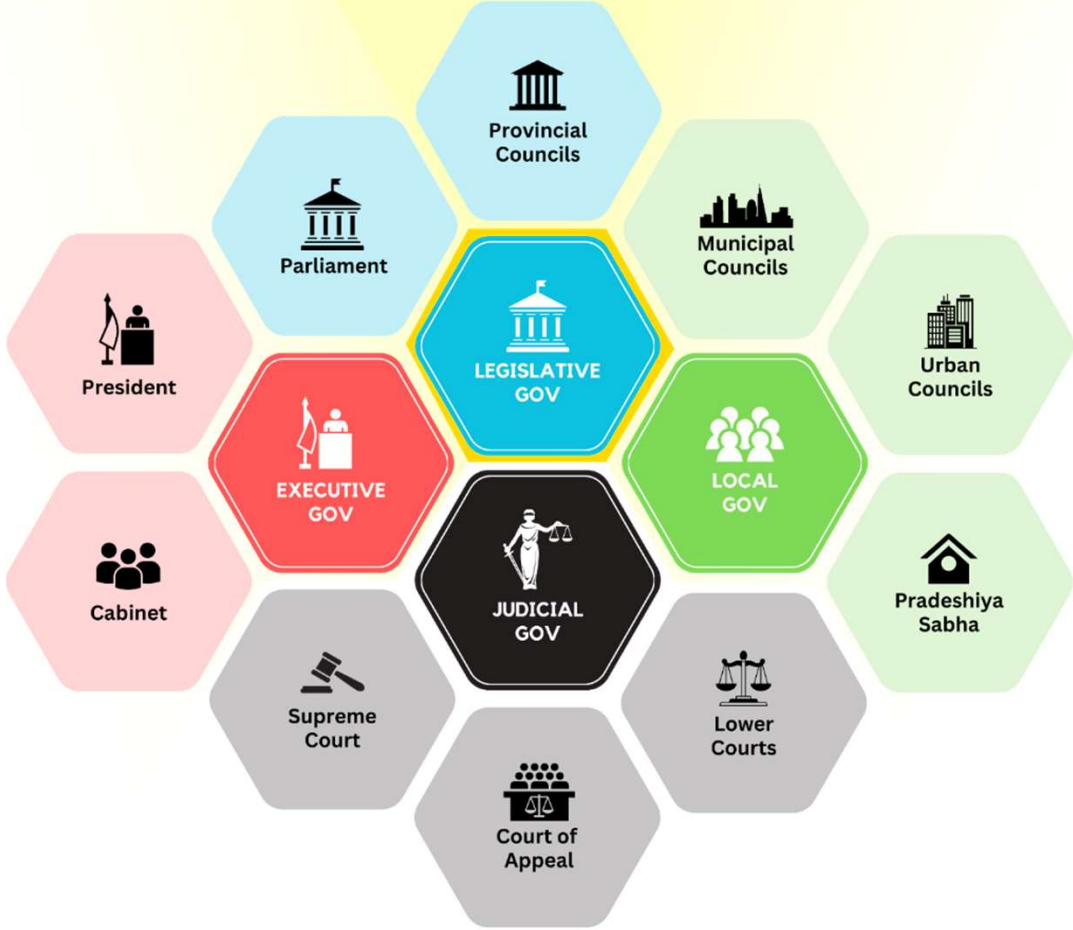 Provincial
Councils
Parliament
Municipal
Councils
President
LEGISLATIVE
GOV
Urban
Councils
EXECUTIVE
GOV
LOCAL
GOV
Cabinet
JUDICIAL
GOV
Pradeshiya
Sabha
Supreme
Court
Lower
Courts
Court of
Appeal